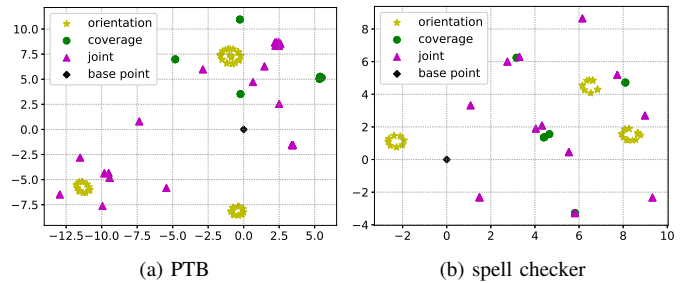 orientation
coverage
joint
base point
10.0
7.5
5.0
2.5
0.0
−2.5
−5.0
−7.5
−12.5 −10.0 −7.5 −5.0 −2.5 0.0 2.5 5.0
(a) PTB
orientation
coverage
joint
base point
8
6
4
2
0
−2
−4
−2 0 2 4 6 8 10
(b) spell checker